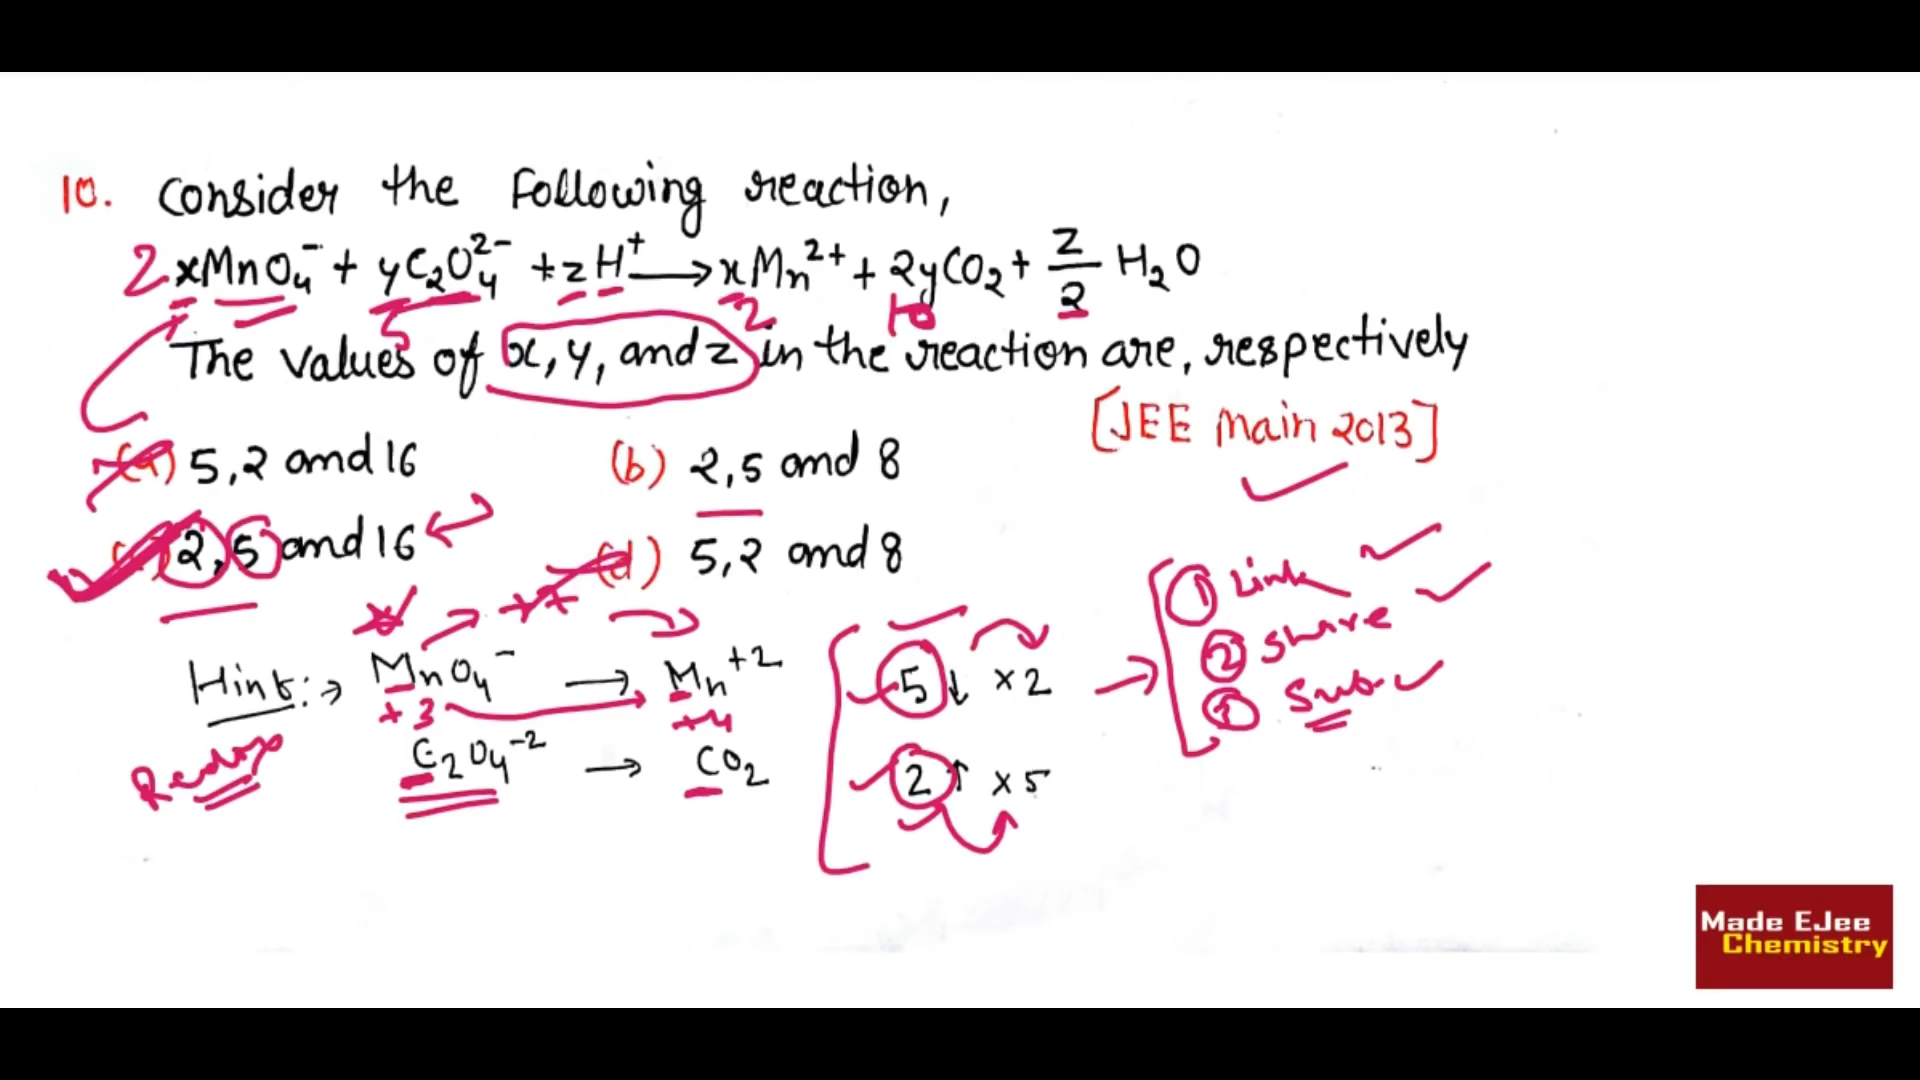 10. Consider the following reaction,
2 xMnO₄⁻ + yC₂O₄²⁻ + zH⁺ → xMn²⁺ + 2yCO₂ + z/2 H₂O
5 2 10
The values of x, y, and z in the reaction are, respectively
[JEE Main 2013]
(a) 5,2 and 16 (b) 2,5 and 8
2,5 and 16 (d) 5,2 and 8
① Link
② Share
Sub
Hint:→ MnO₄⁻ → Mn⁺² 5↓ ×2
+3 +4
Redox C₂O₄⁻² → CO₂ 2↑ ×5
Made EJee
Chemistry